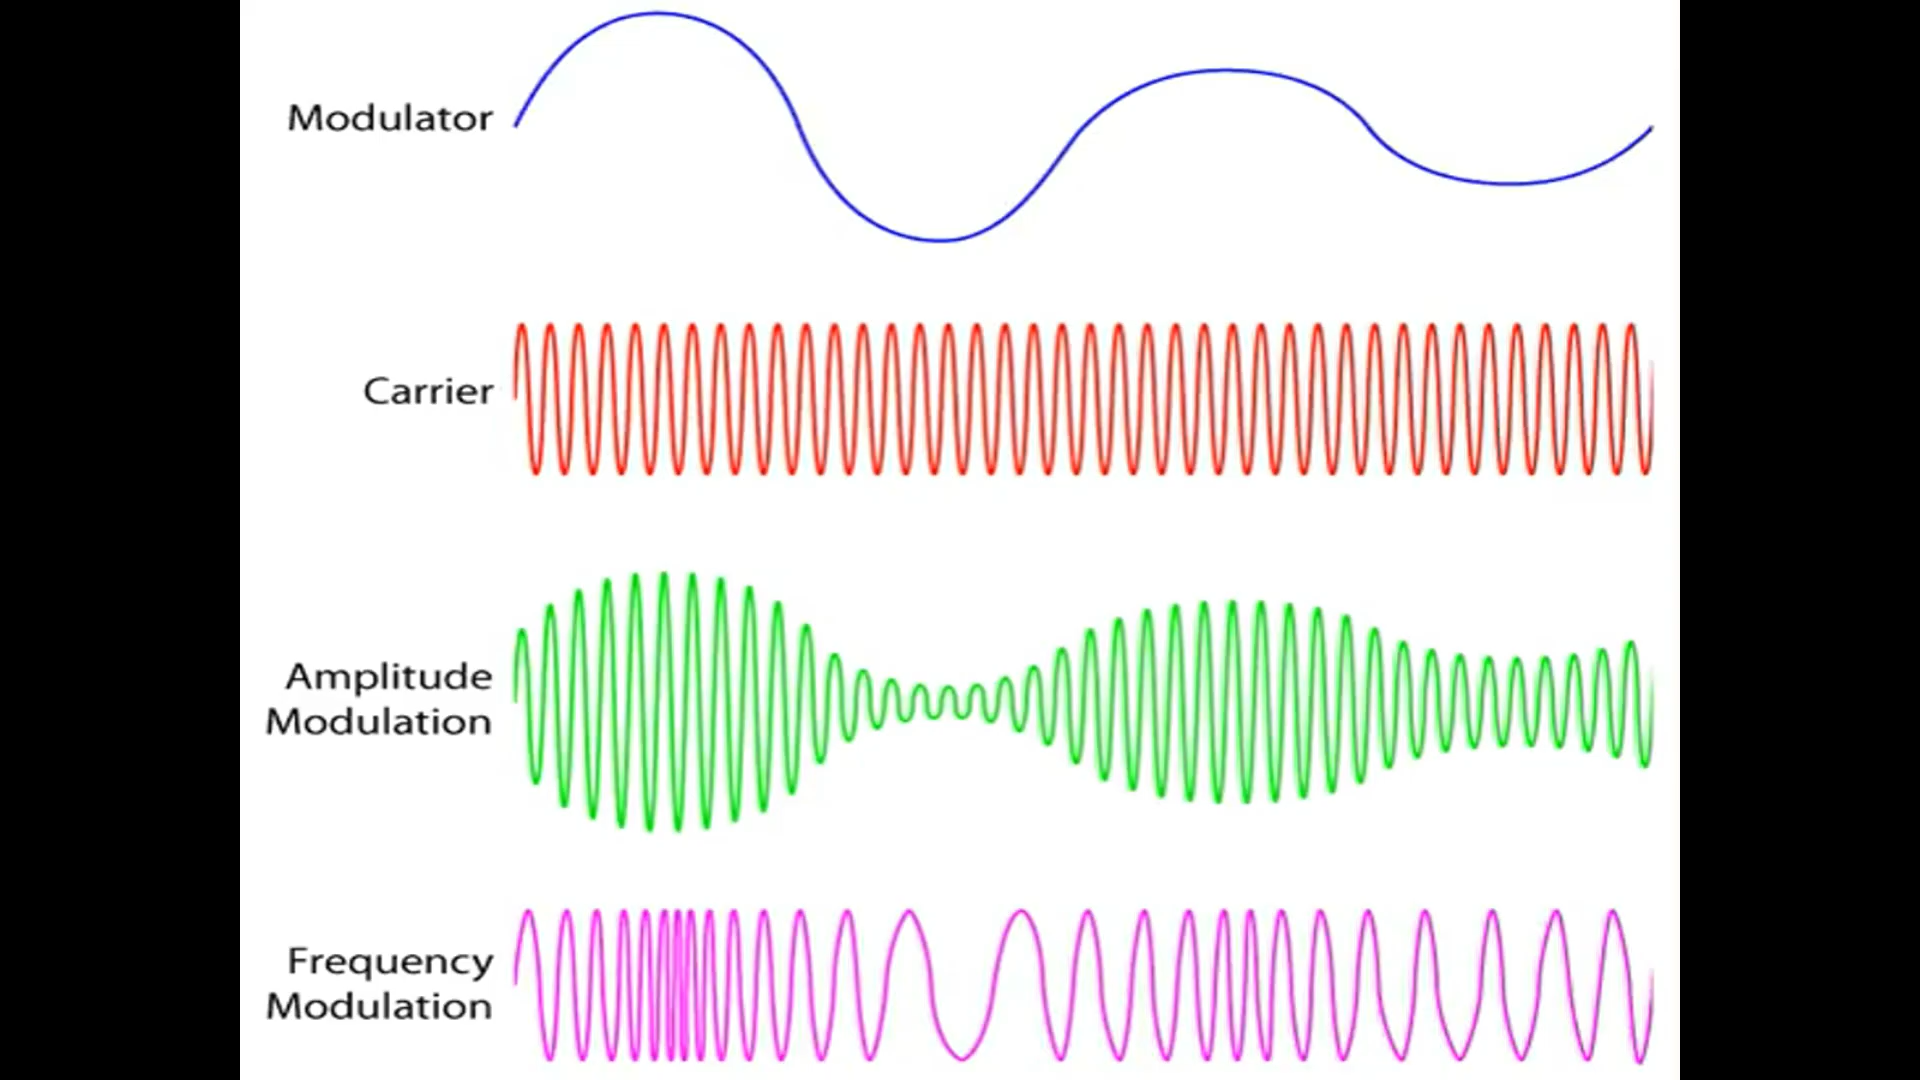 Modulator
Carrier
Amplitude
Modulation
Frequency
Modulation